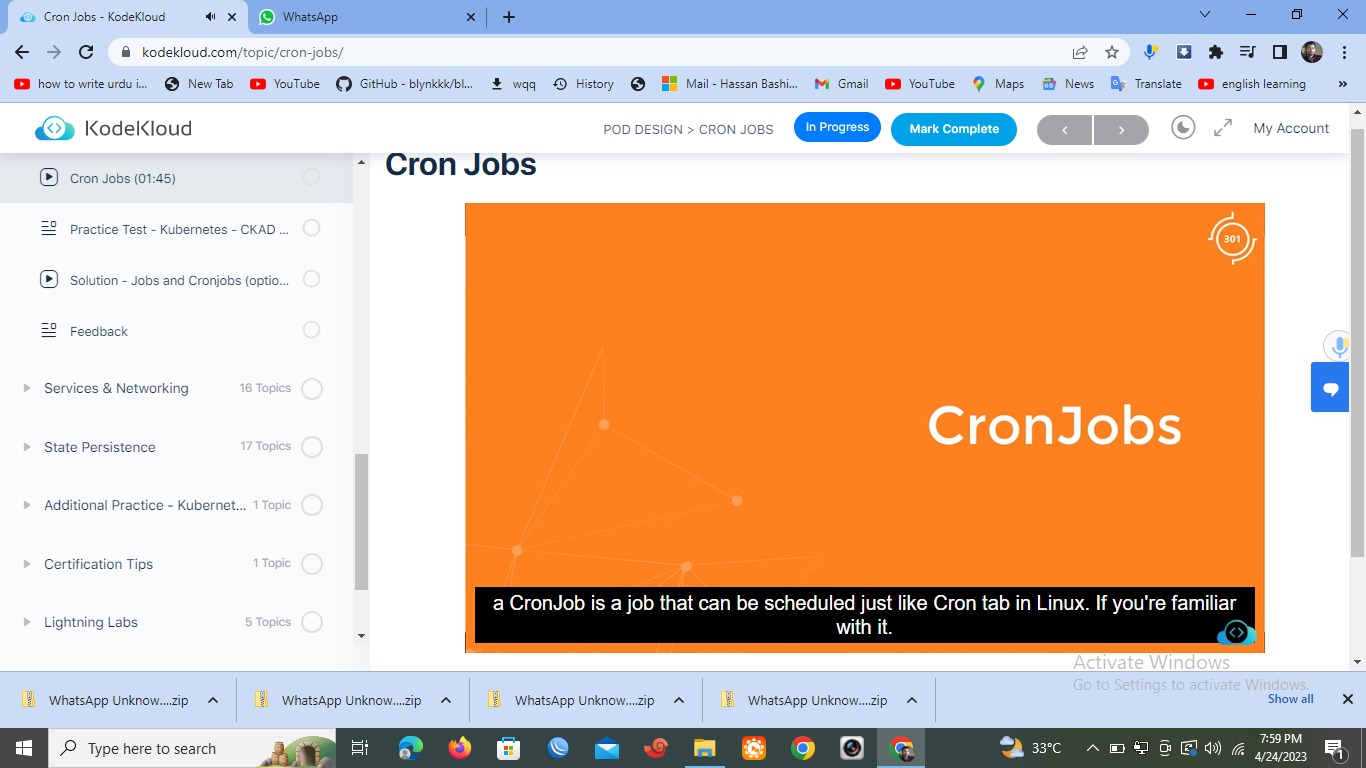 Cron Jobs - KodeKloud
WhatsApp
kodekloud.com/topic/cron-jobs/
how to write urdu i...
New Tab
YouTube
GitHub - blynkkk/bl...
wqq
History
Mail - Hassan Bashi...
Gmail
YouTube
Maps
News
Translate
english learning
»
KodeKloud
POD DESIGN > CRON JOBS
In Progress
Mark Complete
<
>
My Account
Cron Jobs (01:45)
Practice Test - Kubernetes - CKAD ...
Solution - Jobs and Cronjobs (optio...
Feedback
Services & Networking 16 Topics
State Persistence 17 Topics
Additional Practice - Kubernet... 1 Topic
Certification Tips 1 Topic
Lightning Labs 5 Topics
Cron Jobs
301
CronJobs
a CronJob is a job that can be scheduled just like Cron tab in Linux. If you're familiar
with it.
Activate Windows
Go to Settings to activate Windows.
WhatsApp Unknow....zip
WhatsApp Unknow....zip
WhatsApp Unknow....zip
WhatsApp Unknow....zip
Show all
Type here to search
33°C
7:59 PM
4/24/2023
1